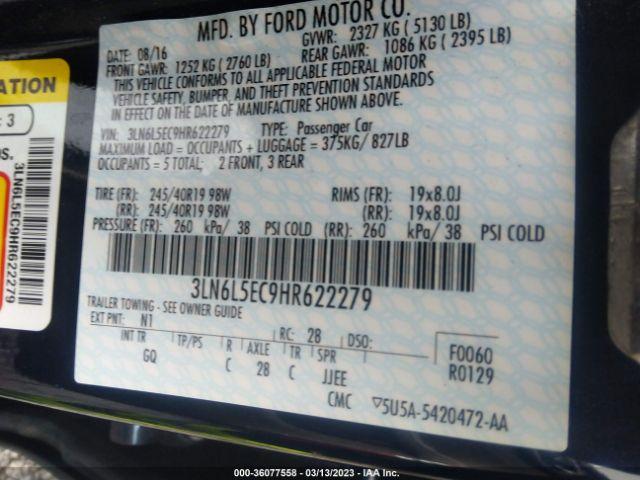 MFD. BY FORD MOTOR CO.
DATE: 08/16
GVWR: 2327 KG ( 5130 LB)
FRONT GAWR: 1252 KG ( 2760 LB)
REAR GAWR: 1086 KG ( 2395 LB)
THIS VEHICLE CONFORMS TO ALL APPLICABLE FEDERAL MOTOR
VEHICLE SAFETY, BUMPER, AND THEFT PREVENTION STANDARDS
IN EFFECT ON THE DATE OF MANUFACTURE SHOWN ABOVE.
VIN: 3LN6L5EC9HR622279
TYPE: Passenger Car
MAXIMUM LOAD = OCCUPANTS + LUGGAGE = 375KG/ 827LB
OCCUPANTS = 5 TOTAL: 2 FRONT, 3 REAR
TIRE (FR): 245/40R19 98W
RIMS (FR): 19x8.0J
(RR): 245/40R19 98W
(RR): 19x8.0J
PRESSURE (FR): 260 kPa/ 38 PSI COLD
(RR): 260 kPa/ 38 PSI COLD
3LN6L5EC9HR622279
TRAILER TOWING - SEE OWNER GUIDE
EXT PNT: N1
RC: 28
DSO:
INT TR
TP/PS
R
AXLE
TR
SPR
F0060
GQ
C
28
C
JJEE
R0129
CMC
▽5U5A-5420472-AA
ATION
: 3
3LN6L5EC9HR622279
000-36077558 — 03/13/2023 — IAA Inc.